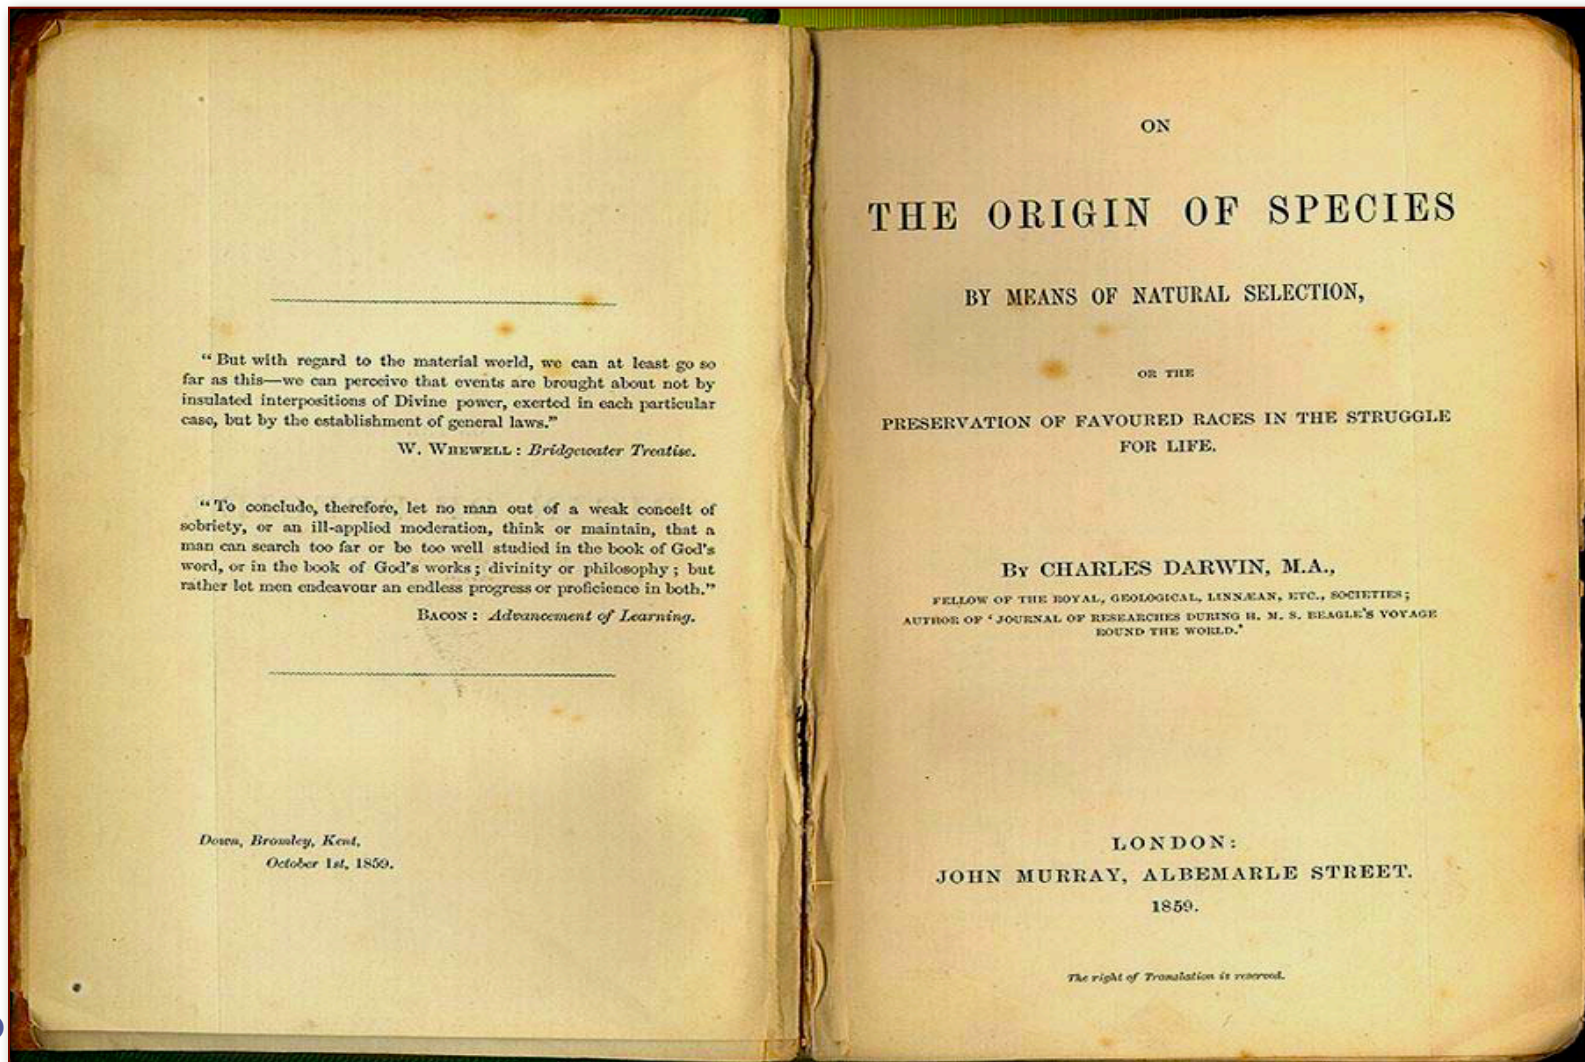 “But with regard to the material world, we can at least go so
far as this—we can perceive that events are brought about not by
insulated interpositions of Divine power, exerted in each particular
case, but by the establishment of general laws.”
W. WHEWELL: Bridgewater Treatise.
“To conclude, therefore, let no man out of a weak conceit of
sobriety, or an ill-applied moderation, think or maintain, that a
man can search too far or be too well studied in the book of God's
word, or in the book of God's works; divinity or philosophy; but
rather let men endeavour an endless progress or proficience in both.”
BACON: Advancement of Learning.
Down, Bromley, Kent,
October 1st, 1859.
ON
THE ORIGIN OF SPECIES
BY MEANS OF NATURAL SELECTION,
OR THE
PRESERVATION OF FAVOURED RACES IN THE STRUGGLE
FOR LIFE.
BY CHARLES DARWIN, M.A.,
FELLOW OF THE ROYAL, GEOLOGICAL, LINNÆAN, ETC., SOCIETIES;
AUTHOR OF ‘JOURNAL OF RESEARCHES DURING H. M. S. BEAGLE'S VOYAGE
ROUND THE WORLD.’
LONDON:
JOHN MURRAY, ALBEMARLE STREET.
1859.
The right of Translation is reserved.